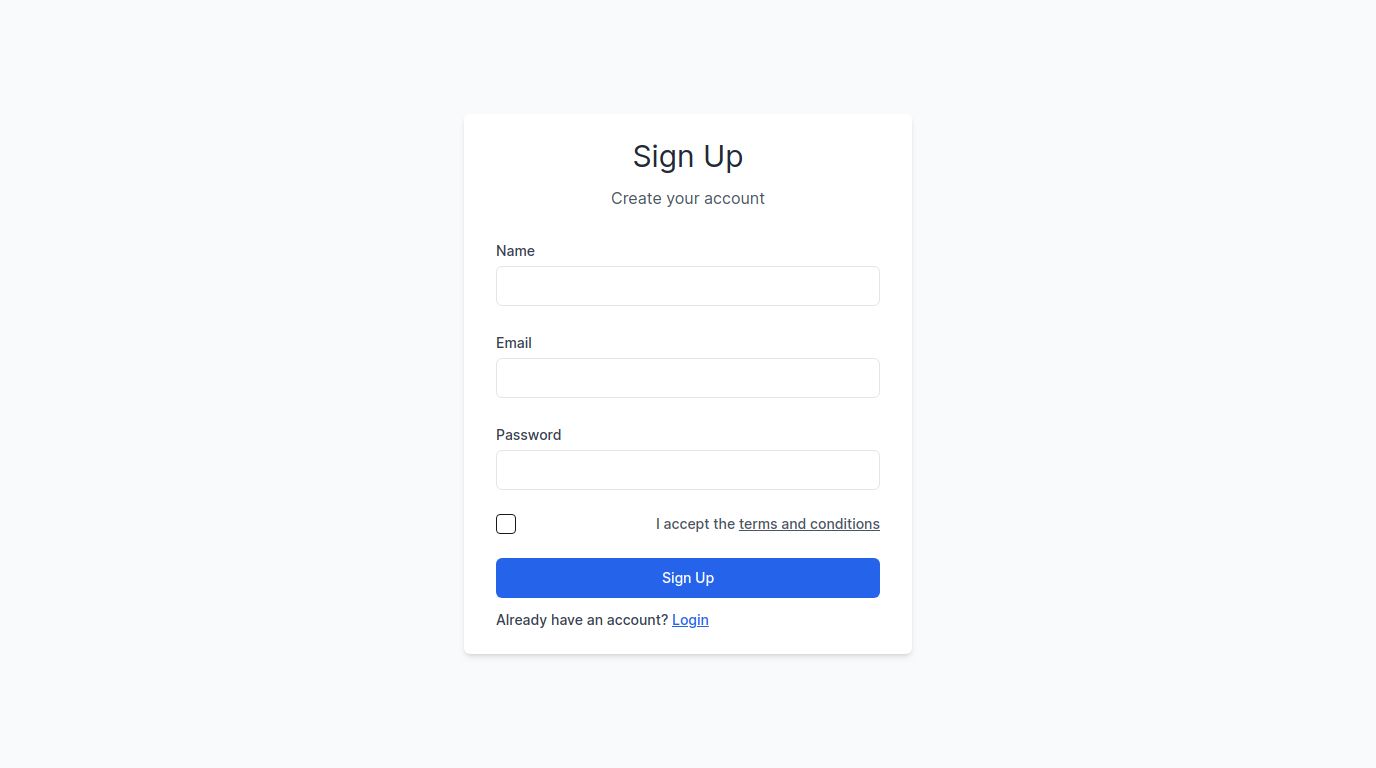 Sign Up
Create your account
Name
Email
Password
I accept the terms and conditions
Sign Up
Already have an account? Login